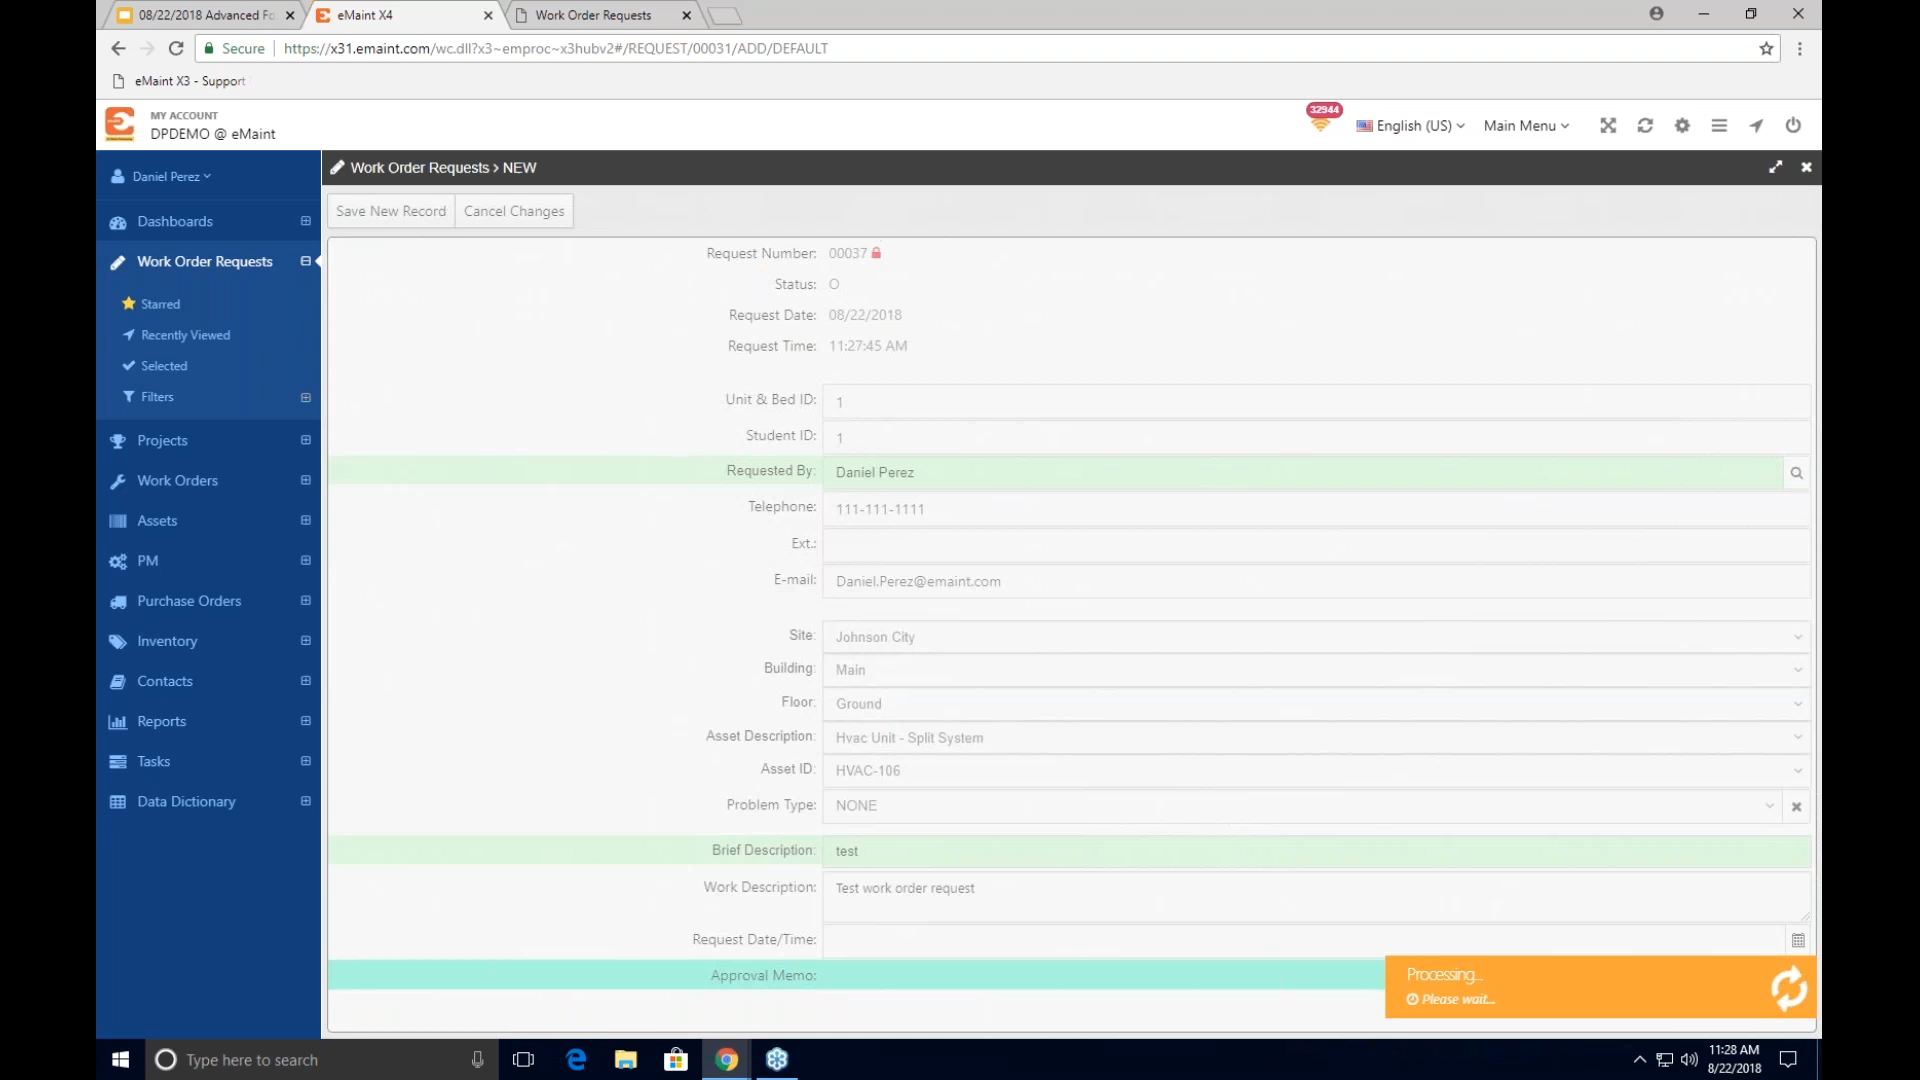 08/22/2018 Advanced Fo
eMaint X4
Work Order Requests
Secure
https://x31.emaint.com/wc.dll?x3~emproc~x3hubv2#/REQUEST/00031/ADD/DEFAULT
eMaint X3 - Support
MY ACCOUNT
DPDEMO @ eMaint
32944
English (US)
Main Menu
Daniel Perez
Dashboards
Work Order Requests
Starred
Recently Viewed
Selected
Filters
Projects
Work Orders
Assets
PM
Purchase Orders
Inventory
Contacts
Reports
Tasks
Data Dictionary
Work Order Requests > NEW
Save New Record
Cancel Changes
Request Number: 00037
Status: O
Request Date: 08/22/2018
Request Time: 11:27:45 AM
Unit & Bed ID: 1
Student ID: 1
Requested By: Daniel Perez
Telephone: 111-111-1111
Ext.:
E-mail: Daniel.Perez@emaint.com
Site: Johnson City
Building: Main
Floor: Ground
Asset Description: Hvac Unit - Split System
Asset ID: HVAC-106
Problem Type: NONE
Brief Description: test
Work Description: Test work order request
Request Date/Time:
Approval Memo:
Processing...
Please wait...
Type here to search
11:28 AM
8/22/2018